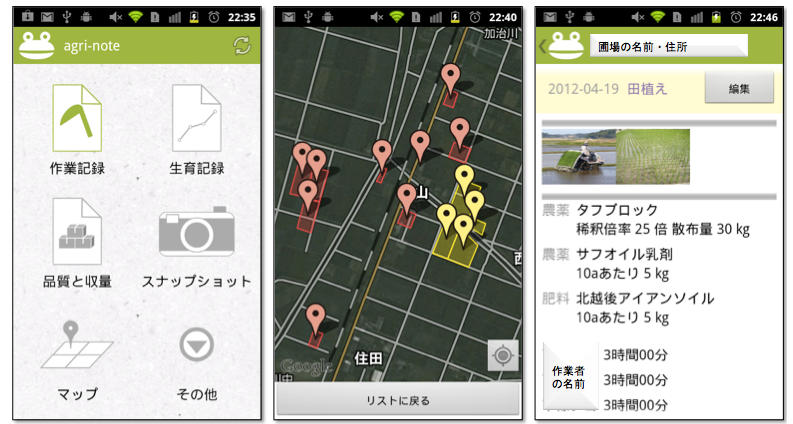 22:35
agri-note
作業記録
生育記録
品質と収量
スナップショット
マップ
その他
22:40
加治川
山
西
住田
Google
リストに戻る
22:46
圃場の名前・住所
2012-04-19 田植え
編集
農薬 タフブロック
稀釈倍率 25 倍 散布量 30 kg
農薬 サフオイル乳剤
10aあたり 5 kg
肥料 北越後アイアンソイル
10aあたり 5 kg
作業者
の名前
3時間00分
3時間00分
3時間00分